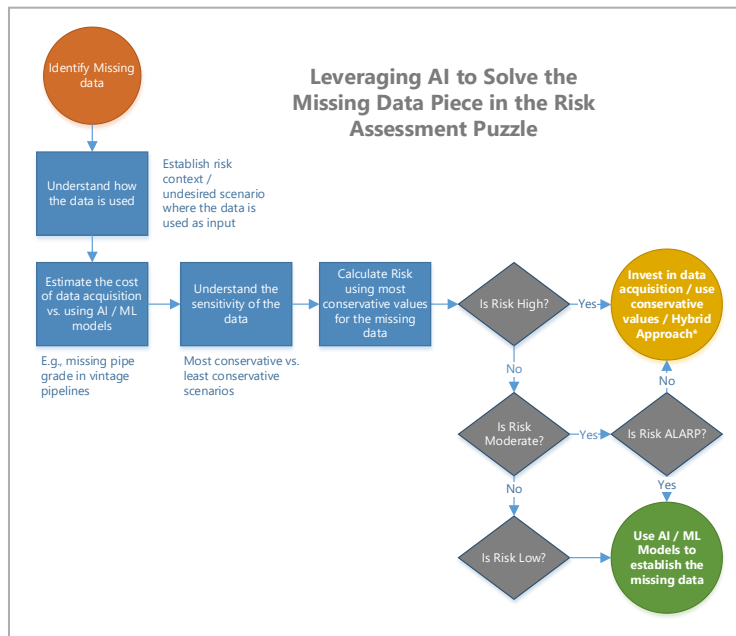 Leveraging AI to Solve the
Missing Data Piece in the Risk
Assessment Puzzle
Identify Missing
data
Understand how
the data is used
Establish risk
context /
undesired scenario
where the data is
used as input
Estimate the cost
of data acquisition
vs. using AI / ML
models
E.g., missing pipe
grade in vintage
pipelines
Understand the
sensitivity of the
data
Most conservative vs.
least conservative
scenarios
Calculate Risk
using most
conservative values
for the missing
data
Is Risk High?
Yes
Invest in data
acquisition / use
conservative
values / Hybrid
Approach*
No
No
Is Risk
Moderate?
Yes
Is Risk ALARP?
No
Yes
Is Risk Low?
Use AI / ML
Models to
establish the
missing data